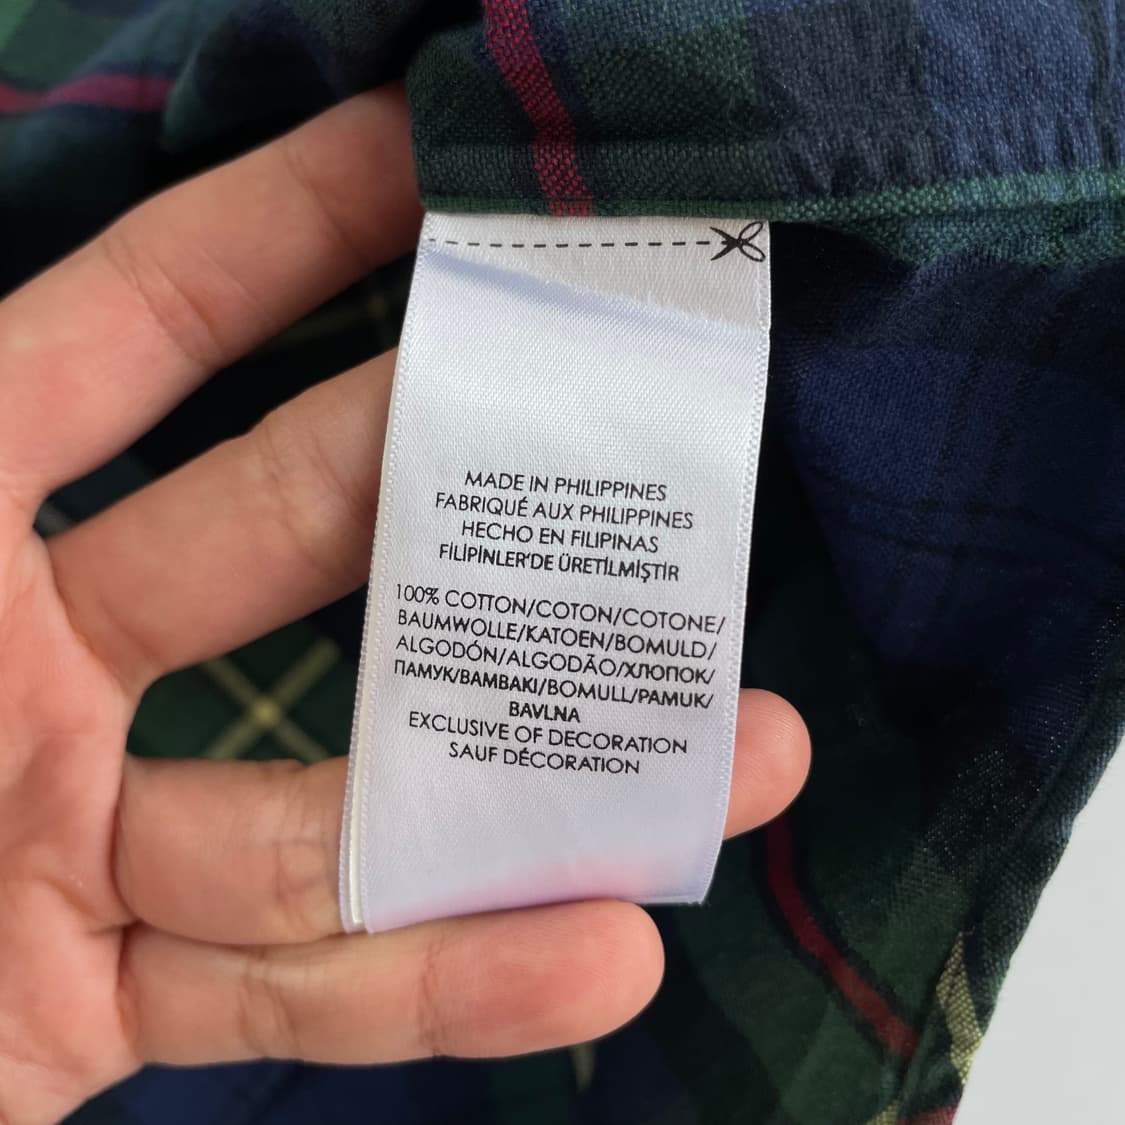 MADE IN PHILIPPINES
FABRIQUÉ AUX PHILIPPINES
HECHO EN FILIPINAS
FİLİPİNLER'DE ÜRETİLMİŞTİR
100% COTTON/COTON/COTONE/
BAUMWOLLE/KATOEN/BOMULD/
ALGODÓN/ALGODÃO/ХЛОПОК/
ПАМУК/ΒΑΜΒΑΚΙ/BOMULL/PAMUK/
BAVLNA
EXCLUSIVE OF DECORATION
SAUF DÉCORATION